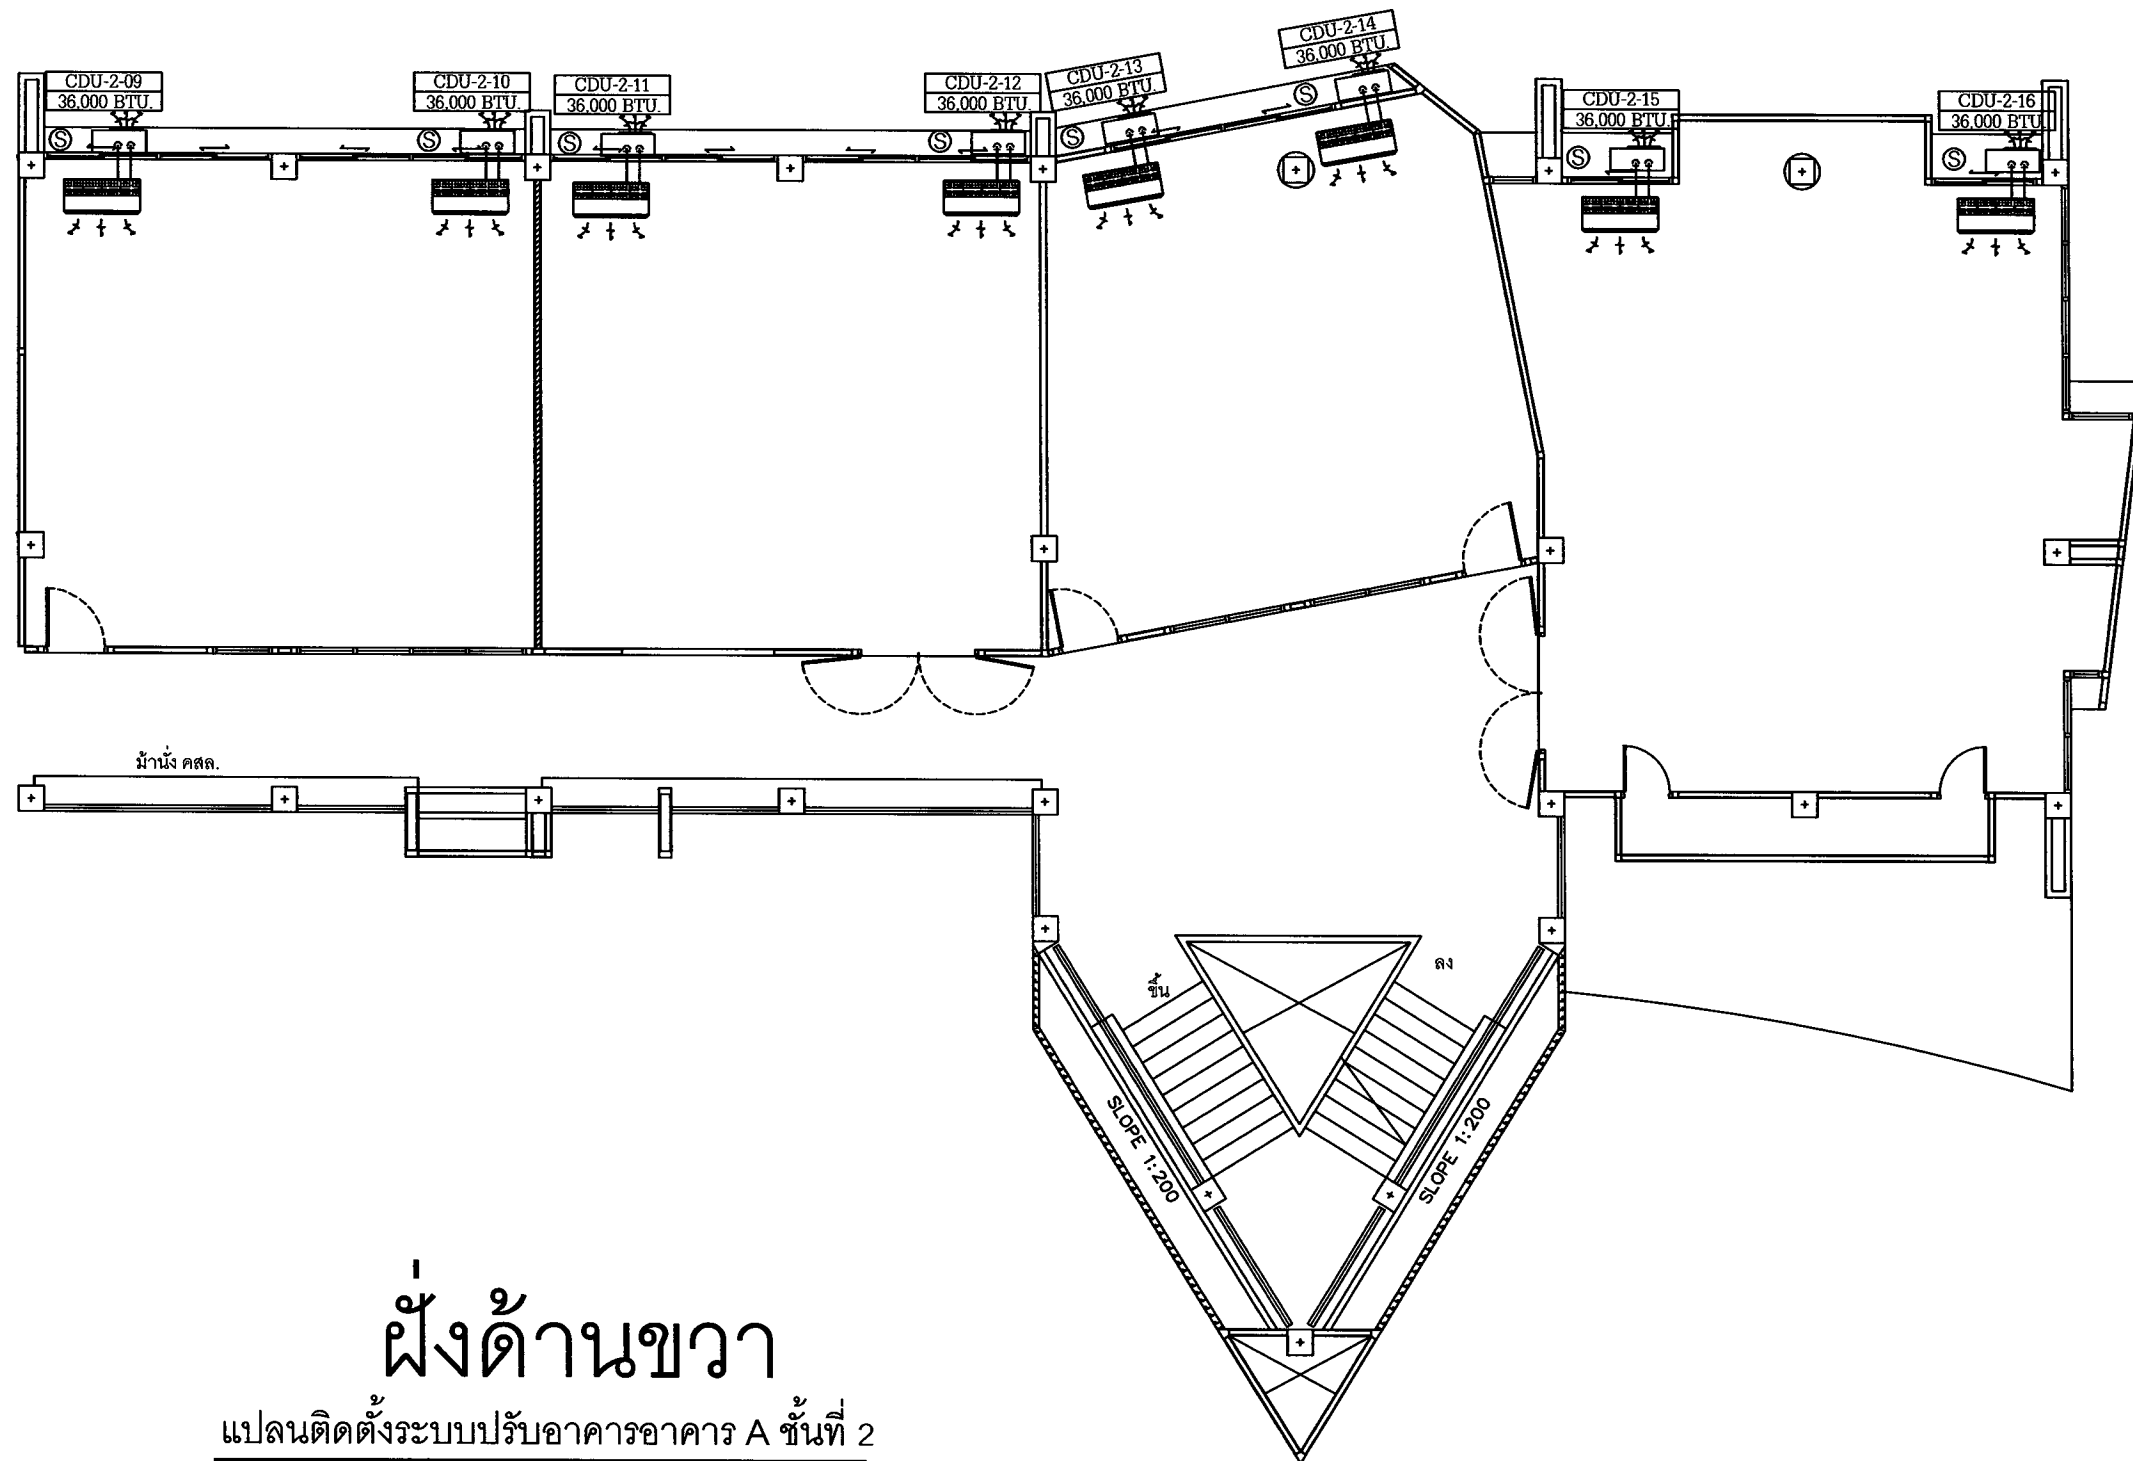 CDU-2-09
36,000 BTU.
CDU-2-10
36,000 BTU.
CDU-2-11
36,000 BTU.
CDU-2-12
36,000 BTU.
CDU-2-13
36,000 BTU.
CDU-2-14
36,000 BTU.
CDU-2-15
36,000 BTU.
CDU-2-16
36,000 BTU.
S
S
S
S
S
S
S
S
ม้านั่ง คสล.
ขึ้น
ลง
SLOPE 1:200
SLOPE 1:200
ฝั่งด้านขวา
แปลนติดตั้งระบบปรับอาคารอาคาร A ชั้นที่ 2